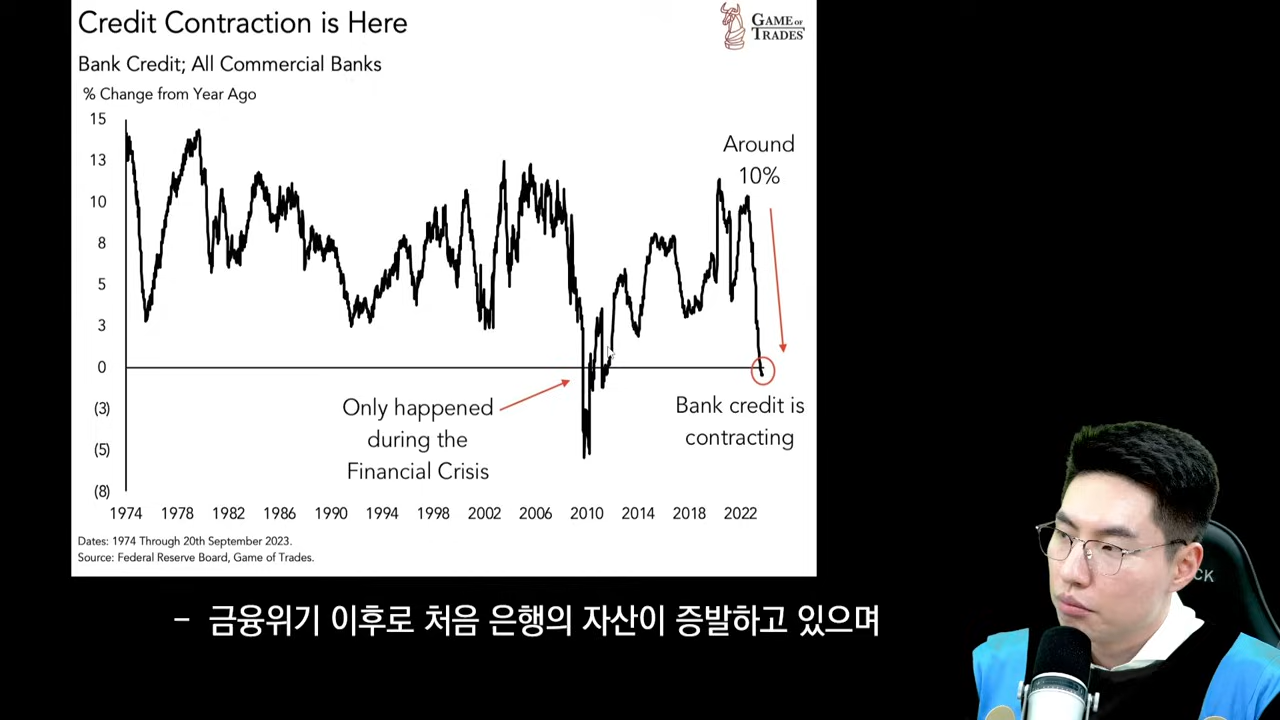 Credit Contraction is Here
GAME OF
TRADES
Bank Credit; All Commercial Banks
% Change from Year Ago
15
13
10
8
5
3
0
(3)
(5)
(8)
Around
10%
Only happened
during the
Financial Crisis
Bank credit is
contracting
1974 1978 1982 1986 1990 1994 1998 2002 2006 2010 2014 2018 2022
Dates: 1974 Through 20th September 2023.
Source: Federal Reserve Board, Game of Trades.
CK
- 금융위기 이후로 처음 은행의 자산이 증발하고 있으며